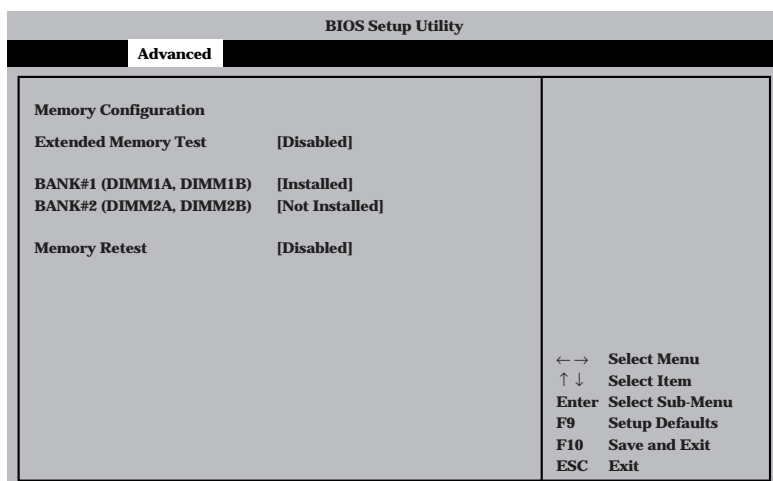 BIOS Setup Utility
Advanced
Memory Configuration
Extended Memory Test [Disabled]
BANK#1 (DIMM1A, DIMM1B) [Installed]
BANK#2 (DIMM2A, DIMM2B) [Not Installed]
Memory Retest [Disabled]
←→ Select Menu
↑↓ Select Item
Enter Select Sub-Menu
F9 Setup Defaults
F10 Save and Exit
ESC Exit